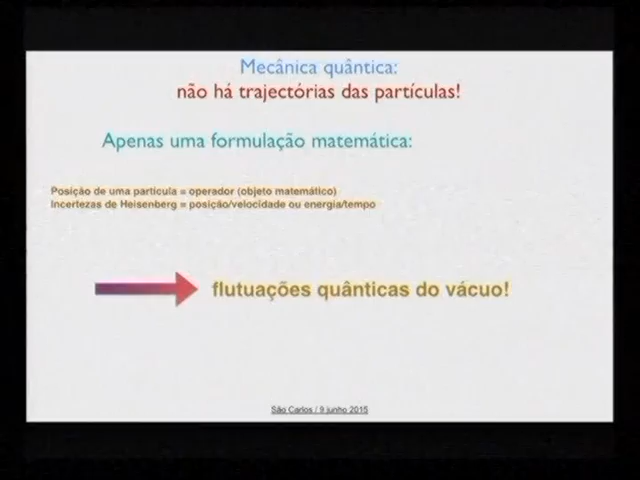 Mecânica quântica:
não há trajectórias das partículas!
Apenas uma formulação matemática:
Posição de uma partícula = operador (objeto matemático)
Incertezas de Heisenberg = posição/velocidade ou energia/tempo
flutuações quânticas do vácuo!
São Carlos / 9 junho 2015